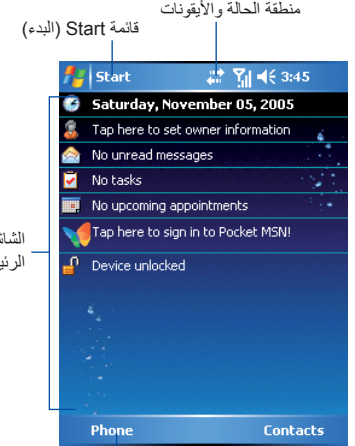 منطقة الحالة والأيقونات
قائمة Start (البدء)
Start 3:45
Saturday, November 05, 2005
Tap here to set owner information
No unread messages
No tasks
No upcoming appointments
Tap here to sign in to Pocket MSN!
Device unlocked
Phone Contacts